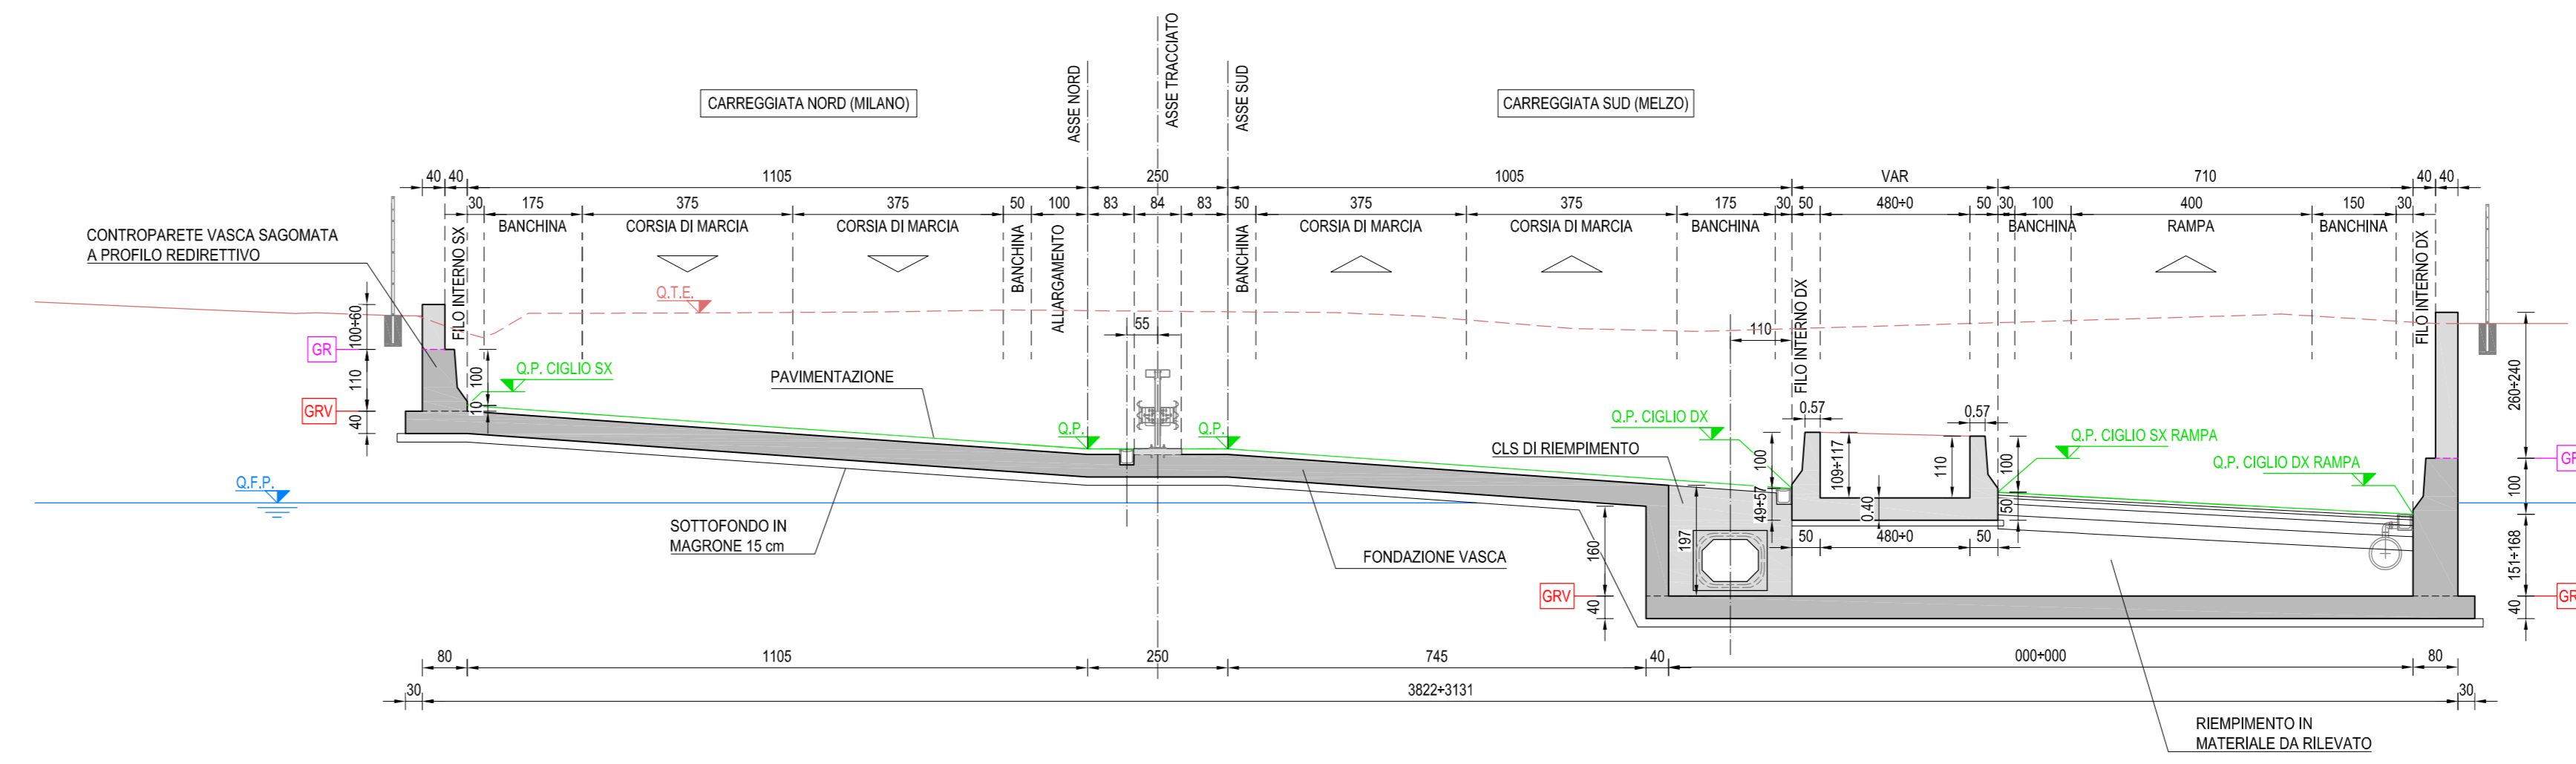 CARREGGIATA NORD (MILANO)
ASSE NORD
ASSE TRACCIATO
ASSE SUD
CARREGGIATA SUD (MELZO)
40 40 1105 250 1005 VAR 710 40 40
30 175 375 375 50 100 83 84 83 50 375 375 175 30 50 480÷0 50 30 100 400 150 30
BANCHINA CORSIA DI MARCIA CORSIA DI MARCIA BANCHINA ALLARGAMENTO BANCHINA CORSIA DI MARCIA CORSIA DI MARCIA BANCHINA BANCHINA RAMPA BANCHINA
CONTROPARETE VASCA SAGOMATA
A PROFILO REDIRETTIVO
FILO INTERNO SX
FILO INTERNO DX
FILO INTERNO DX
Q.T.E.
100÷60
55
110
GR
110
100
10
Q.P. CIGLIO SX
PAVIMENTAZIONE
GRV
40
Q.P.
Q.P.
Q.P. CIGLIO DX
CLS DI RIEMPIMENTO
0.57
0.57
100
109÷117
110
100
Q.P. CIGLIO SX RAMPA
Q.P. CIGLIO DX RAMPA
260÷240
GR
100
Q.F.P.
49÷57
0.40
50
SOTTOFONDO IN
MAGRONE 15 cm
FONDAZIONE VASCA
160
197
50 480÷0 50
151÷168
GRV
40
40
GR
80 1105 250 745 40 000÷000 80
30 3822÷3131 30
RIEMPIMENTO IN
MATERIALE DA RILEVATO